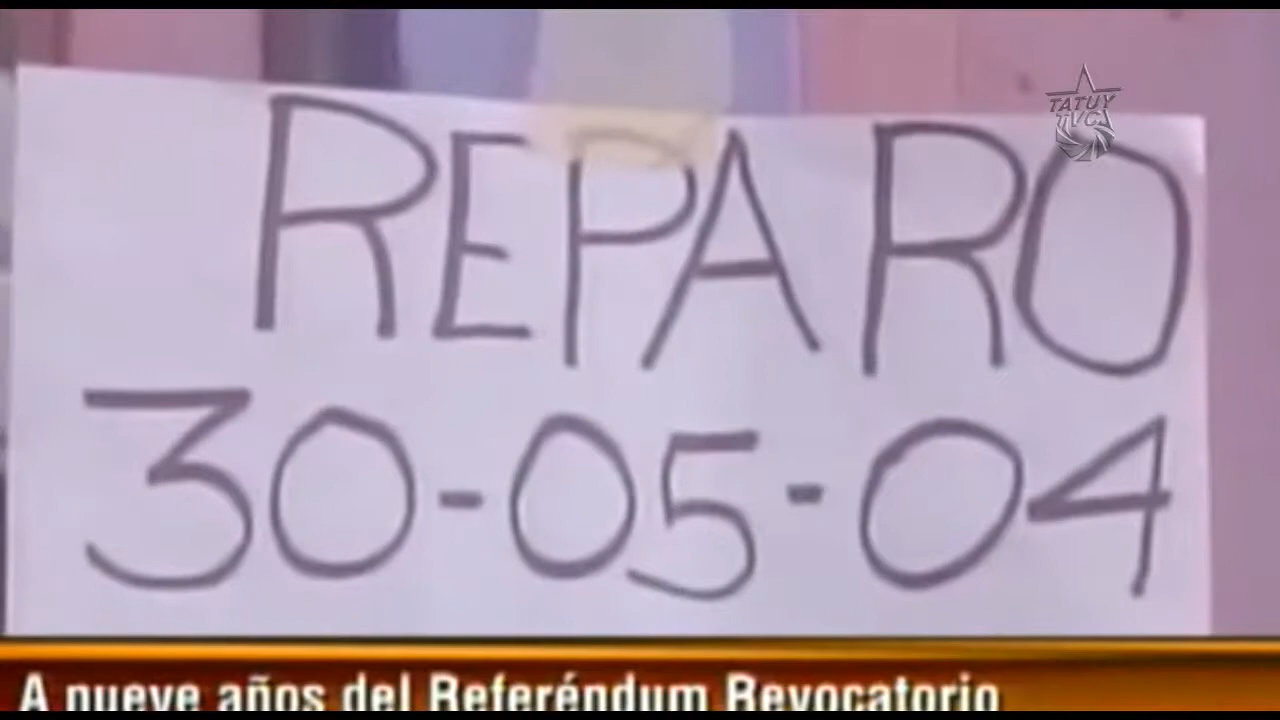 TATUY
TVC
REPARO
30-05-04
A nueve años del Referéndum Revocatorio